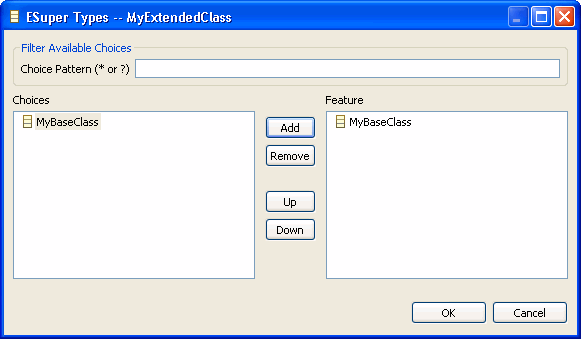 ESuper Types -- MyExtendedClass
Filter Available Choices
Choice Pattern (* or ?)
Choices
MyBaseClass
Add
Remove
Up
Down
Feature
MyBaseClass
OK
Cancel